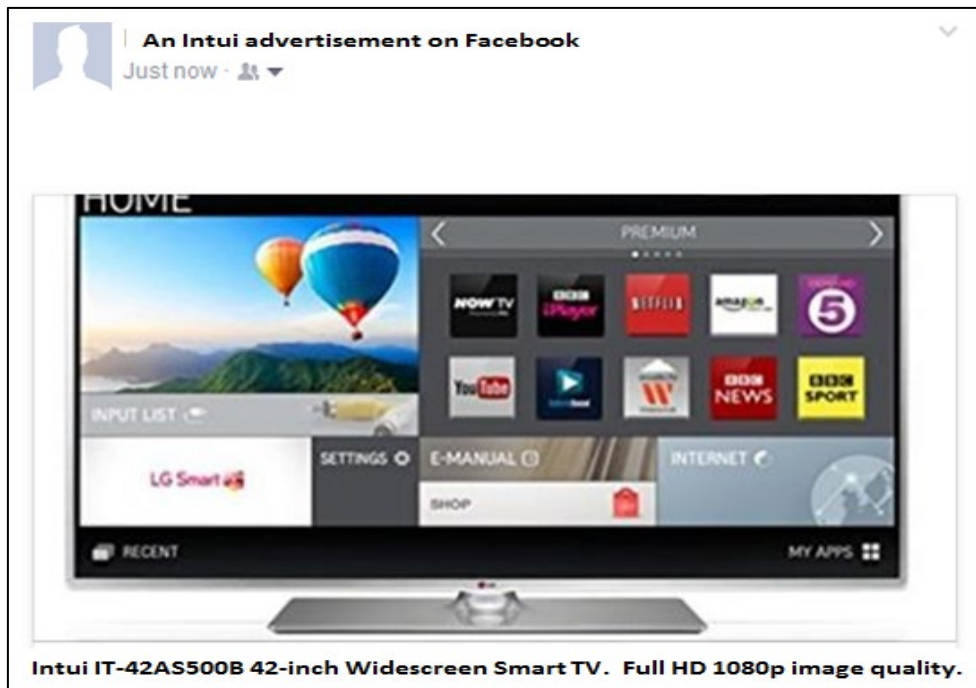 An Intui advertisement on Facebook
Just now
HOME
PREMIUM
NOW TV
BBC iPlayer
NETFLIX
amazon
5
YouTube
BBC NEWS
BBC SPORT
INPUT LIST
LG Smart
SETTINGS
E-MANUAL
INTERNET
SHOP
RECENT
MY APPS
Intui IT-42AS500B 42-inch Widescreen Smart TV. Full HD 1080p image quality.